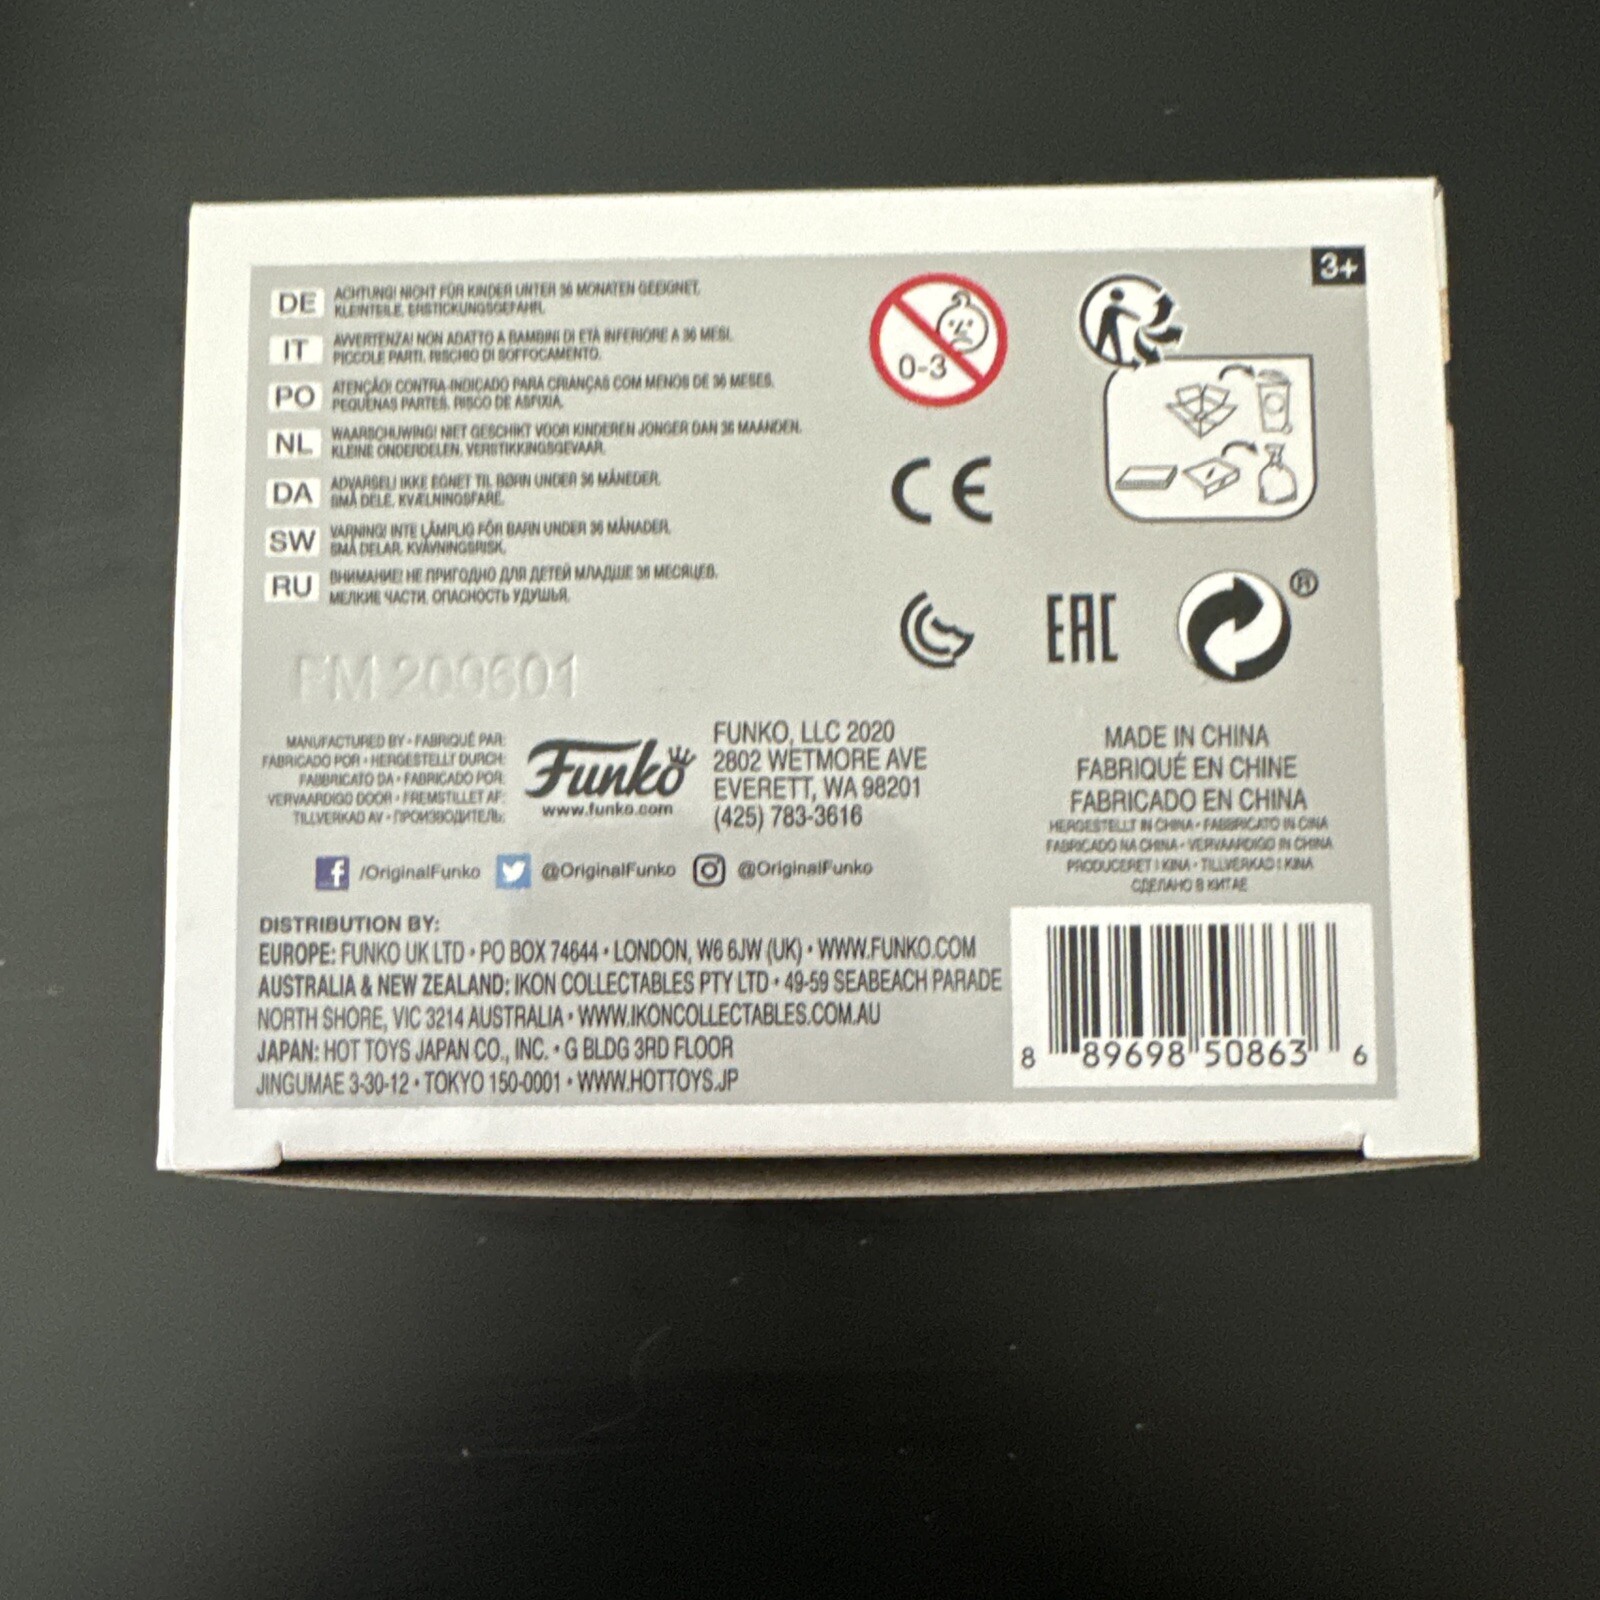 3+
DE ACHTUNG! NICHT FÜR KINDER UNTER 36 MONATEN GEEIGNET.
KLEINTEILE. ERSTICKUNGSGEFAHR.
IT AVVERTENZA! NON ADATTO A BAMBINI DI ETÀ INFERIORE A 36 MESI.
PICCOLE PARTI. RISCHIO DI SOFFOCAMENTO.
PO ATENÇÃO! CONTRA-INDICADO PARA CRIANÇAS COM MENOS DE 36 MESES.
PEQUENAS PARTES. RISCO DE ASFIXIA.
NL WAARSCHUWING! NIET GESCHIKT VOOR KINDEREN JONGER DAN 36 MAANDEN.
KLEINE ONDERDELEN. VERSTIKKINGSGEVAAR.
DA ADVARSEL! IKKE EGNET TIL BØRN UNDER 36 MÅNEDER.
SMÅ DELE. KVÆLNINGSFARE.
SW VARNING! INTE LÄMPLIG FÖR BARN UNDER 36 MÅNADER.
SMÅ DELAR. KVÄVNINGSRISK.
RU ВНИМАНИЕ! НЕ ПРИГОДНО ДЛЯ ДЕТЕЙ МЛАДШЕ 36 МЕСЯЦЕВ.
МЕЛКИЕ ЧАСТИ. ОПАСНОСТЬ УДУШЬЯ.
0-3
CE
EAC
®
FM 200601
MANUFACTURED BY • FABRIQUÉ PAR:
FABRICADO POR • HERGESTELLT DURCH:
FABBRICATO DA • FABRICADO POR:
VERVAARDIGD DOOR • FREMSTILLET AF:
TILLVERKAD AV • ПРОИЗВОДИТЕЛЬ:
Funko
www.funko.com
FUNKO, LLC 2020
2802 WETMORE AVE
EVERETT, WA 98201
(425) 783-3616
MADE IN CHINA
FABRIQUÉ EN CHINE
FABRICADO EN CHINA
HERGESTELLT IN CHINA • FABBRICATO IN CINA
FABRICADO NA CHINA • VERVAARDIGD IN CHINA
PRODUCERET I KINA • TILLVERKAD I KINA
СДЕЛАНО В КИТАЕ
f /OriginalFunko @OriginalFunko @OriginalFunko
DISTRIBUTION BY:
EUROPE: FUNKO UK LTD • PO BOX 74644 • LONDON, W6 6JW (UK) • WWW.FUNKO.COM
AUSTRALIA & NEW ZEALAND: IKON COLLECTABLES PTY LTD • 49-59 SEABEACH PARADE
NORTH SHORE, VIC 3214 AUSTRALIA • WWW.IKONCOLLECTABLES.COM.AU
JAPAN: HOT TOYS JAPAN CO., INC. • G BLDG 3RD FLOOR
JINGUMAE 3-30-12 • TOKYO 150-0001 • WWW.HOTTOYS.JP
8 89698 50863 6